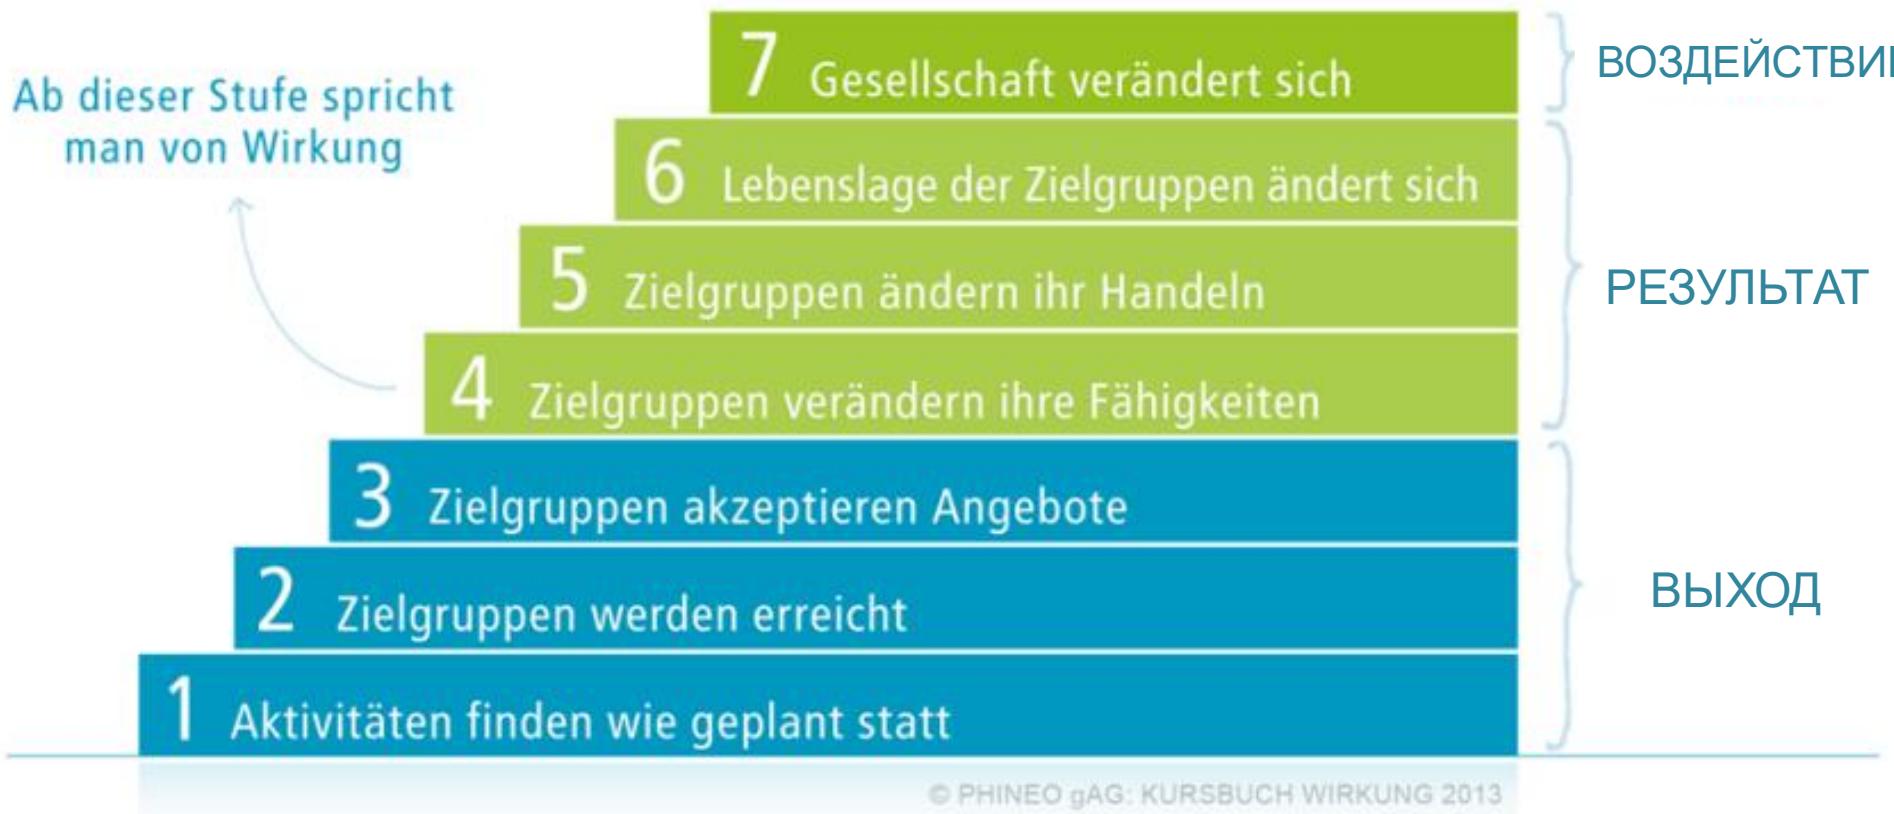 Ab dieser Stufe spricht
man von Wirkung
7 Gesellschaft verändert sich
6 Lebenslage der Zielgruppen ändert sich
5 Zielgruppen ändern ihr Handeln
4 Zielgruppen verändern ihre Fähigkeiten
3 Zielgruppen akzeptieren Angebote
2 Zielgruppen werden erreicht
1 Aktivitäten finden wie geplant statt
ВОЗДЕЙСТВИ
РЕЗУЛЬТАТ
ВЫХОД
© PHINEO gAG: KURSBUCH WIRKUNG 2013